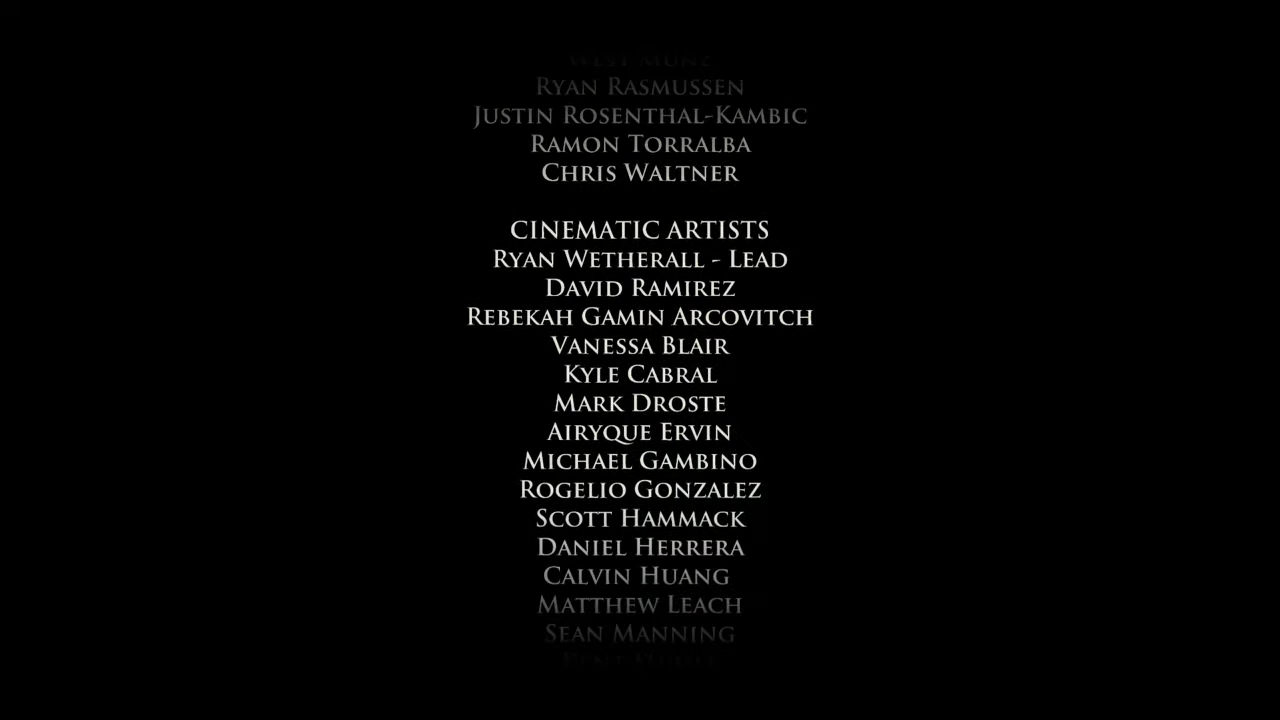 West Munz
Ryan Rasmussen
Justin Rosenthal-Kambic
Ramon Torralba
Chris Waltner
CINEMATIC ARTISTS
Ryan Wetherall - Lead
David Ramirez
Rebekah Gamin Arcovitch
Vanessa Blair
Kyle Cabral
Mark Droste
Airyque Ervin
Michael Gambino
Rogelio Gonzalez
Scott Hammack
Daniel Herrera
Calvin Huang
Matthew Leach
Sean Manning